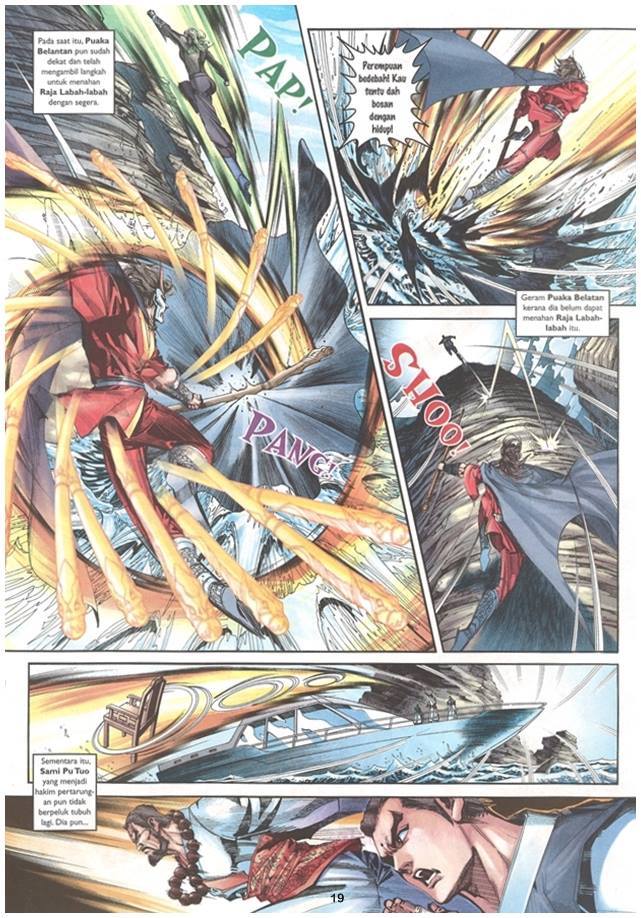 Pada saat itu, Puaka
Belantan pun sudah
dekat dan telah
mengambil langkah
untuk menahan
Raja Labah-labah
dengan segera.
PAP!
Perempuan
bedebah! Kau
tentu dah
bosan
dengan
hidup!
PANG!
Geram Puaka Belatan
kerana dia belum dapat
menahan Raja Labah-
labah itu.
SHOO!
Sementara itu,
Sami Pu Tuo
yang menjadi
hakim pertarung-
an pun tidak
berpeluk tubuh
lagi. Dia pun...
19